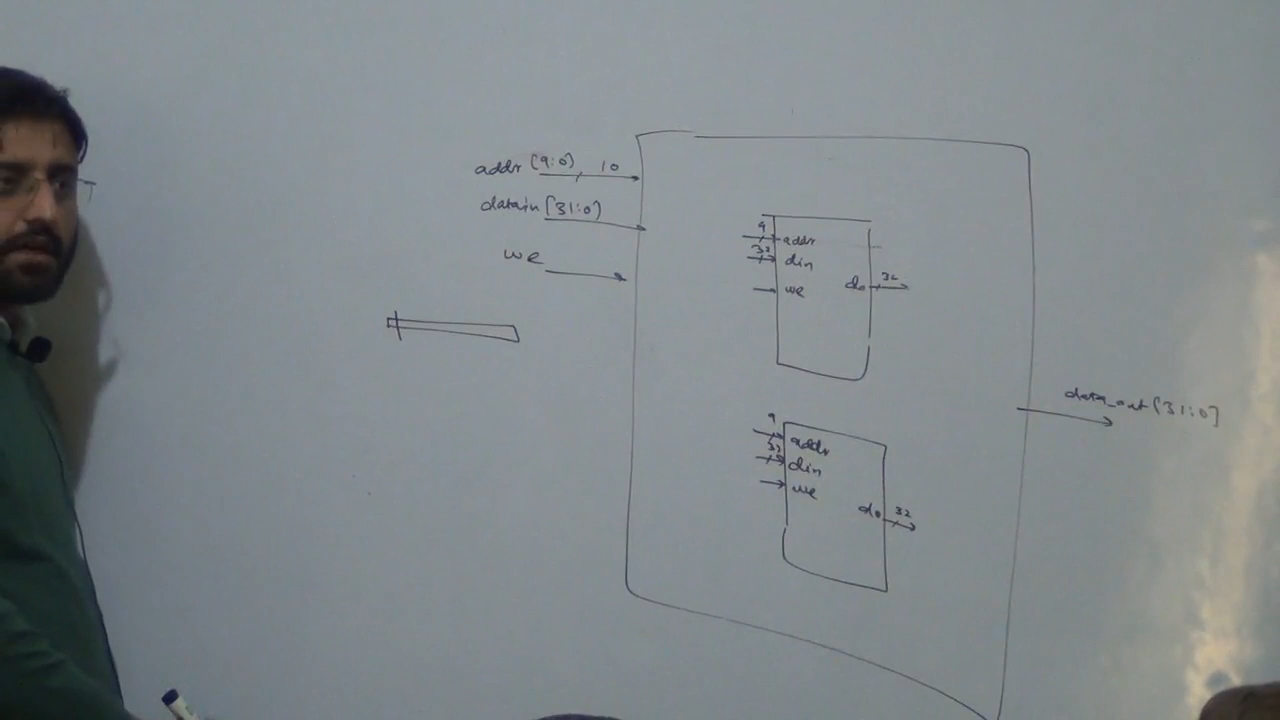 addr (9:0) 10
datain [31:0)
we
9
addr
32
din
we
do 32
9
addr
32
din
we
do 32
data_out [31:0]